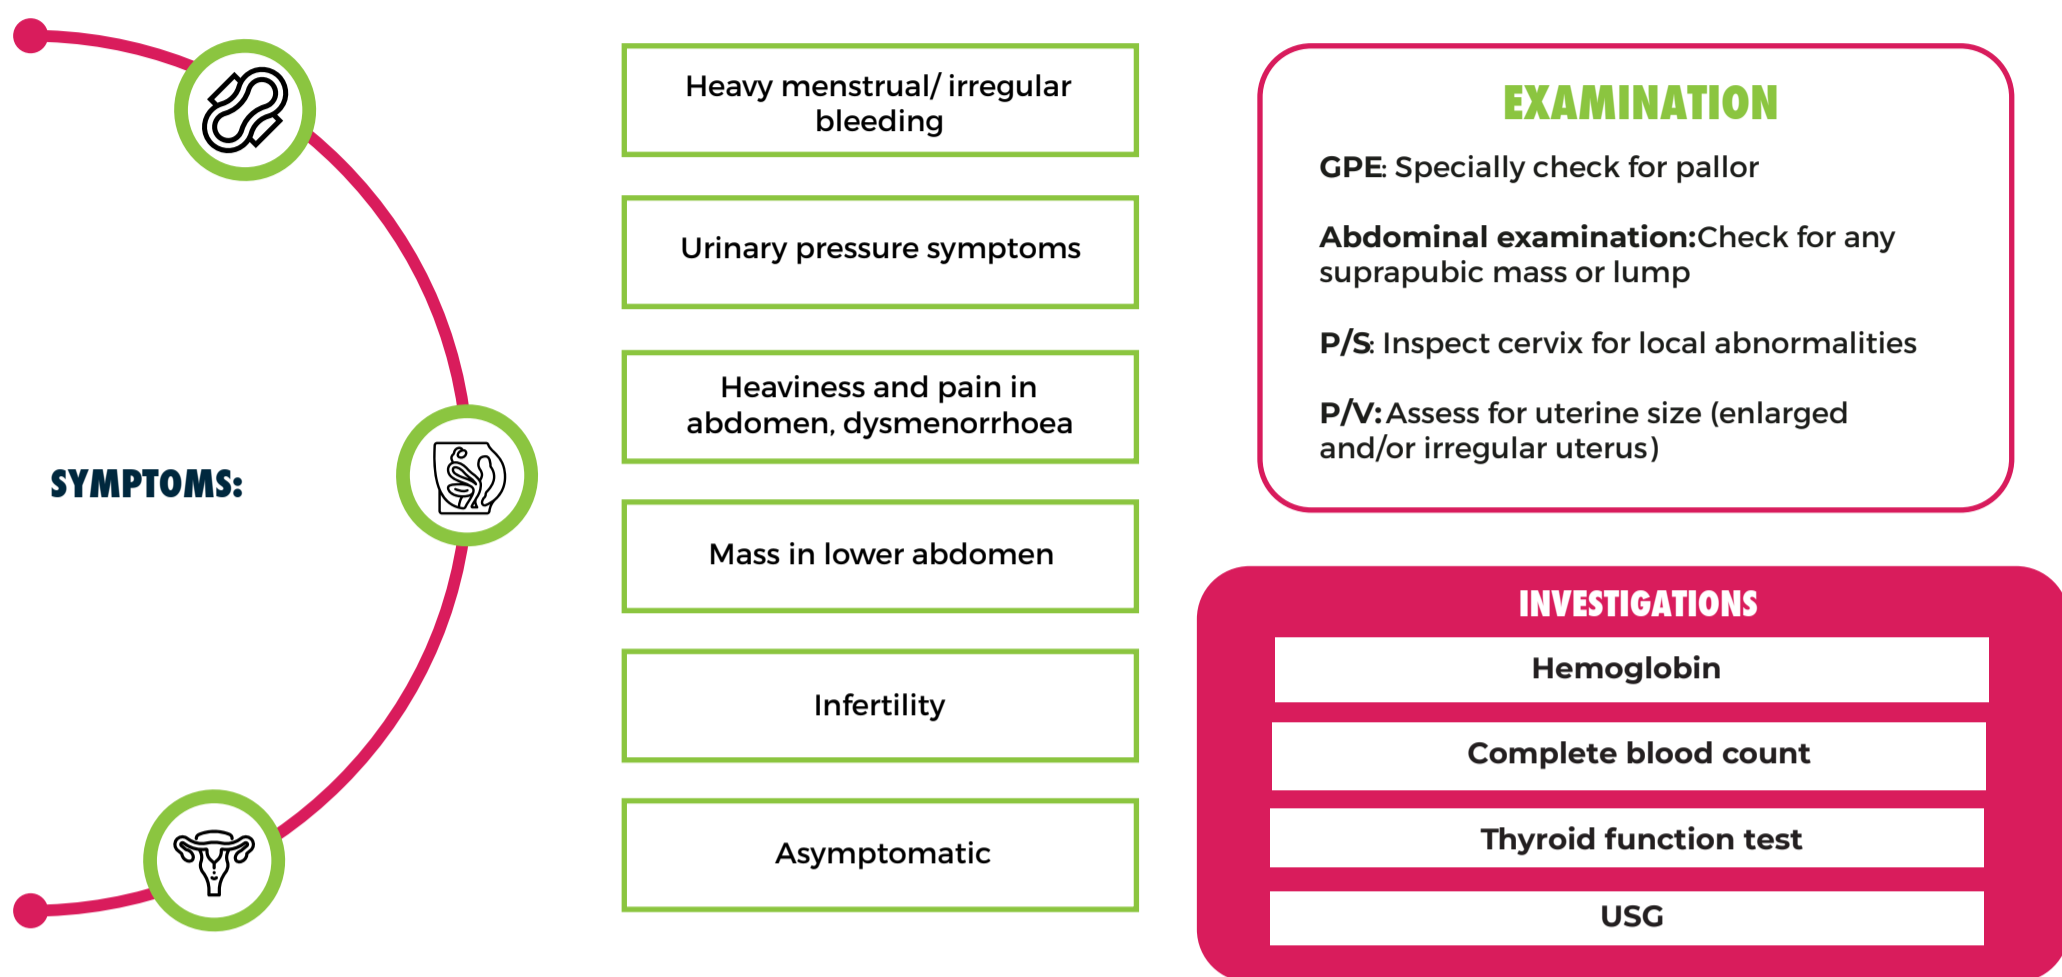 SYMPTOMS:
Heavy menstrual/ irregular
bleeding
Urinary pressure symptoms
Heaviness and pain in
abdomen, dysmenorrhoea
Mass in lower abdomen
Infertility
Asymptomatic
EXAMINATION
GPE: Specially check for pallor
Abdominal examination:Check for any
suprapubic mass or lump
P/S: Inspect cervix for local abnormalities
P/V: Assess for uterine size (enlarged
and/or irregular uterus)
INVESTIGATIONS
Hemoglobin
Complete blood count
Thyroid function test
USG